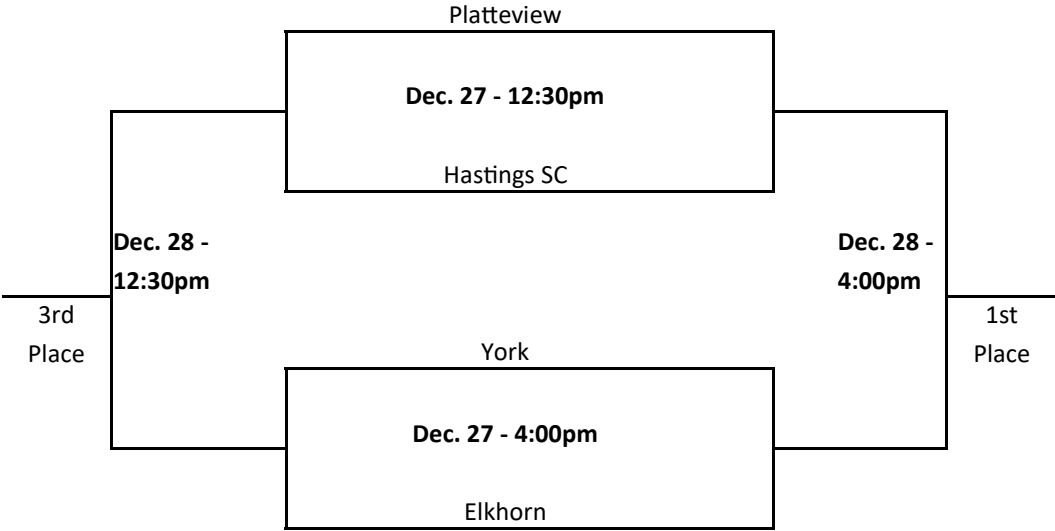 Platteview
Dec. 27 - 12:30pm
Hastings SC
Dec. 28 -
12:30pm
Dec. 28 -
4:00pm
3rd
Place
1st
Place
York
Dec. 27 - 4:00pm
Elkhorn